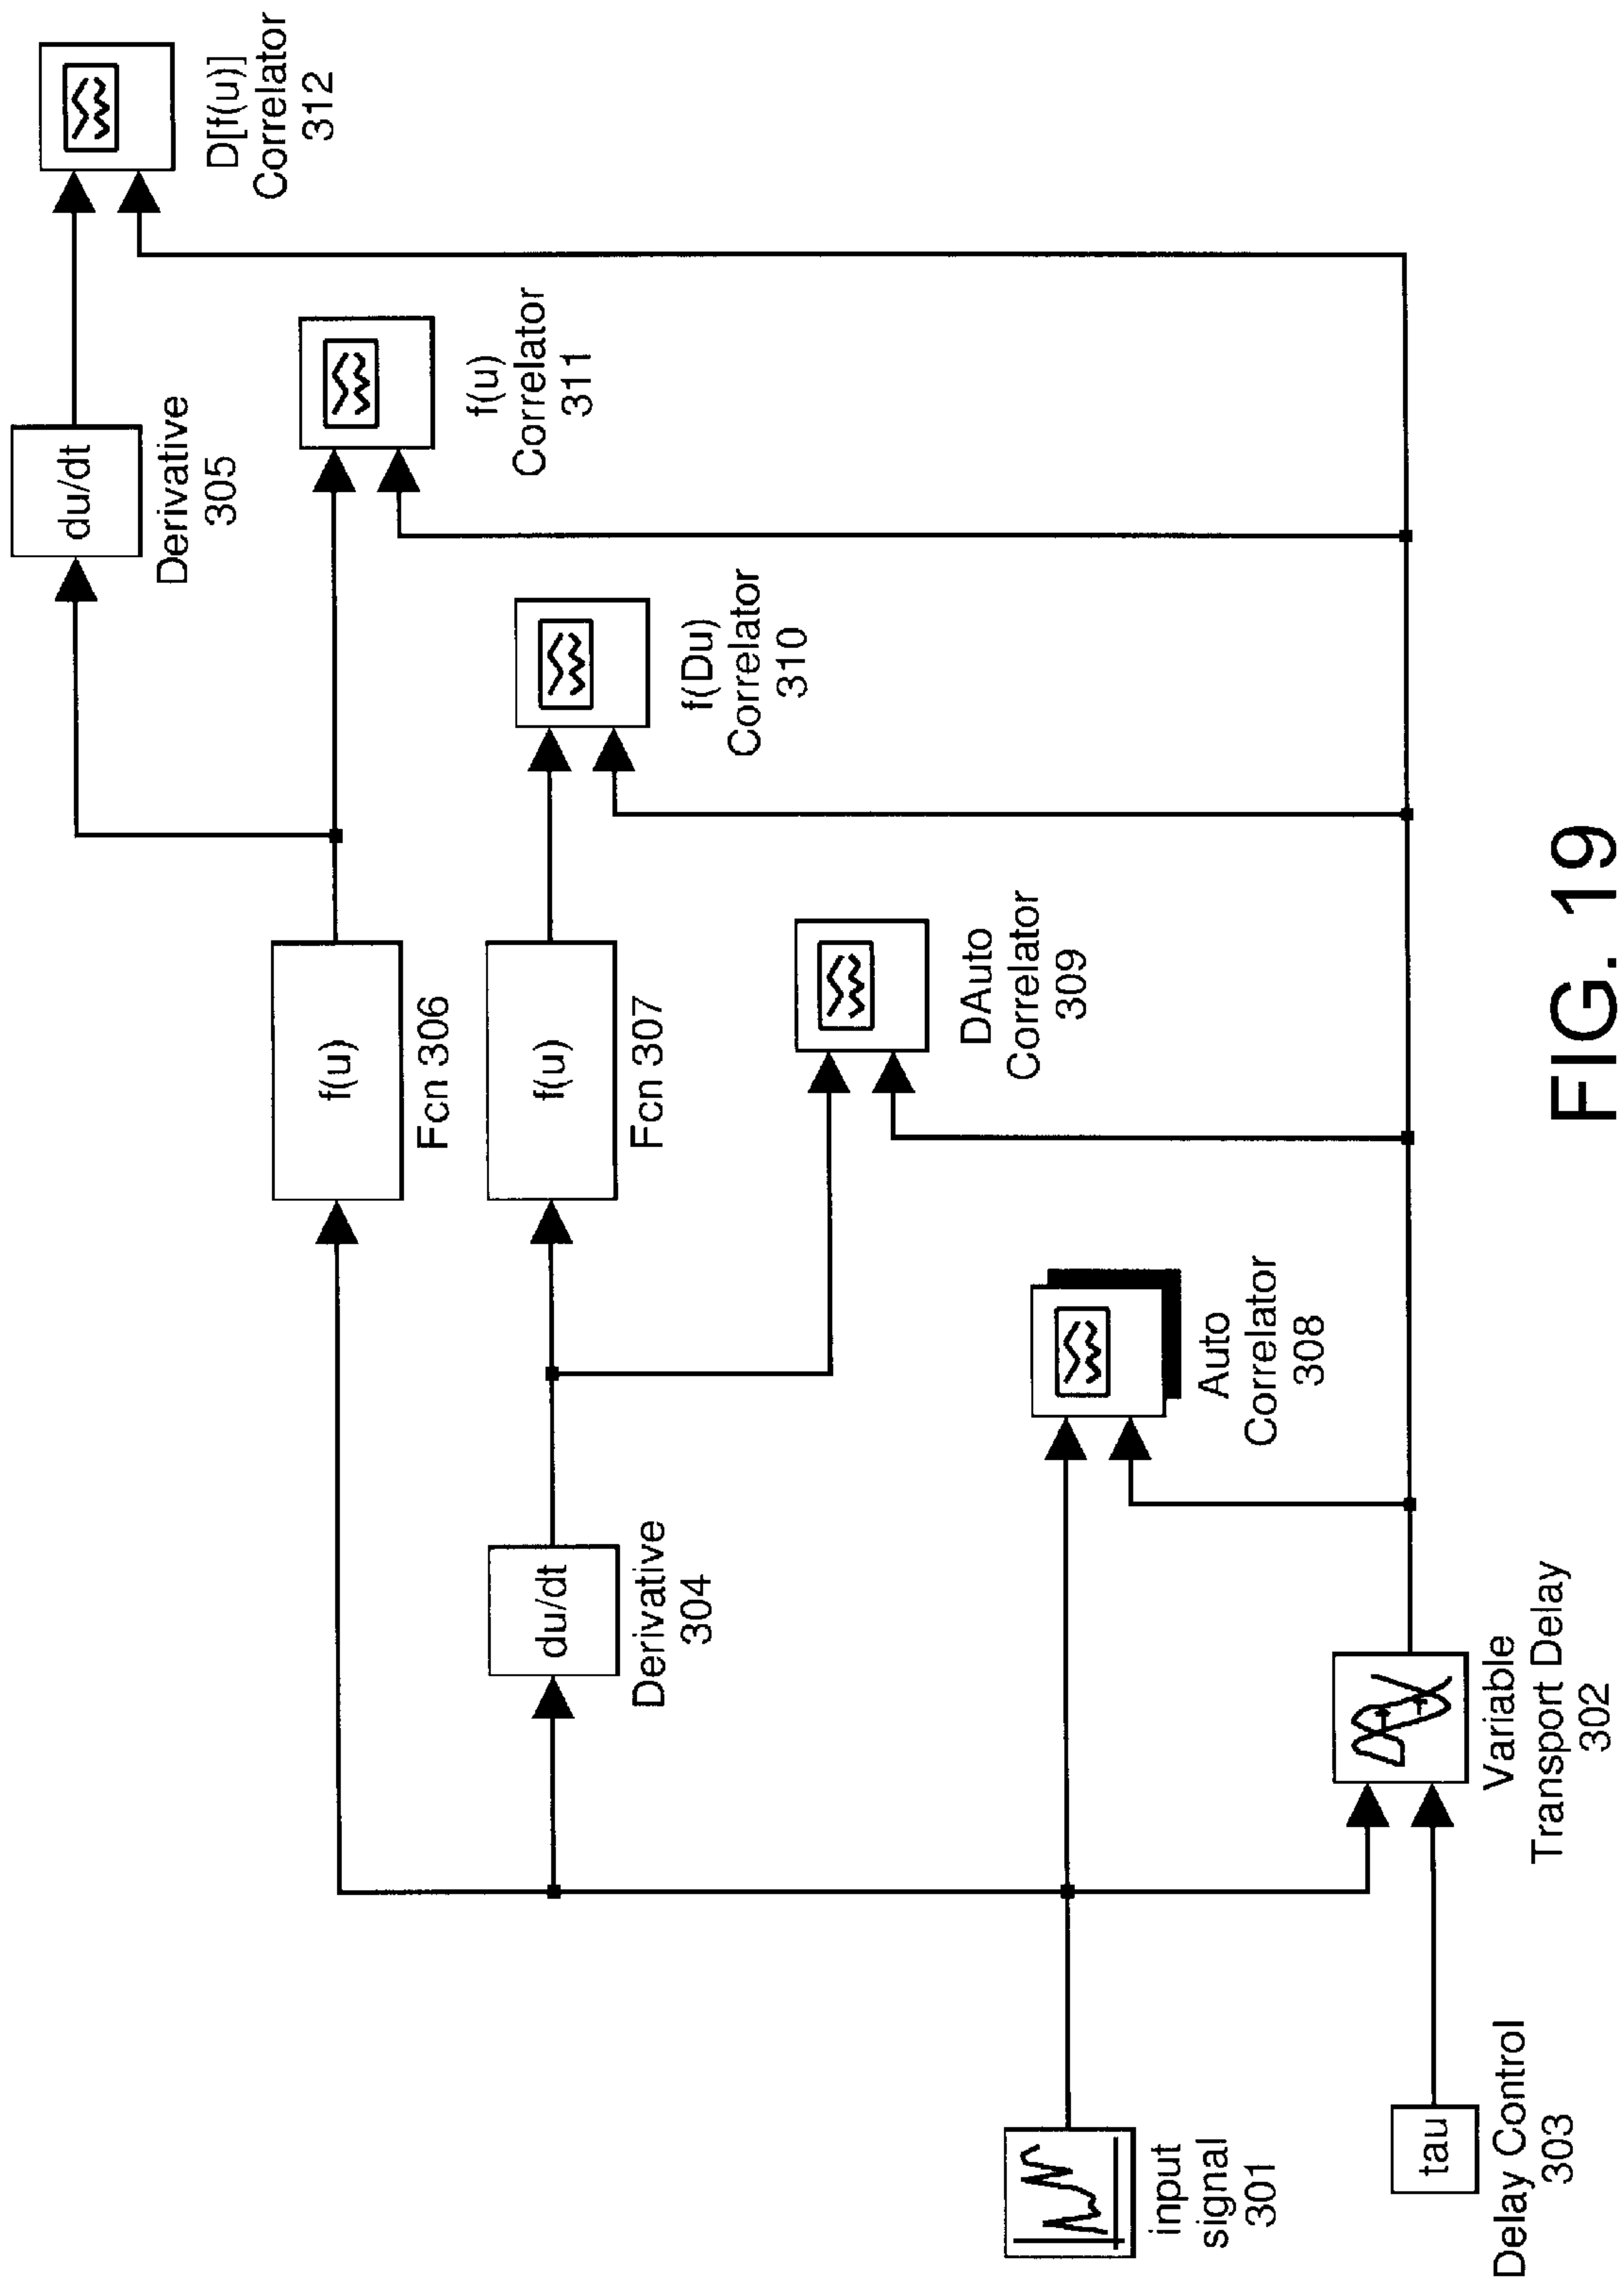 du/dt
Derivative
305
D[f(u)]
Correlator
312
f(u)
Fcn 306
f(u)
Correlator
311
du/dt
Derivative
304
f(u)
Fcn 307
f(Du)
Correlator
310
DAuto
Correlator
309
input
signal
301
Auto
Correlator
308
tau
Delay Control
303
Variable
Transport Delay
302
FIG. 19